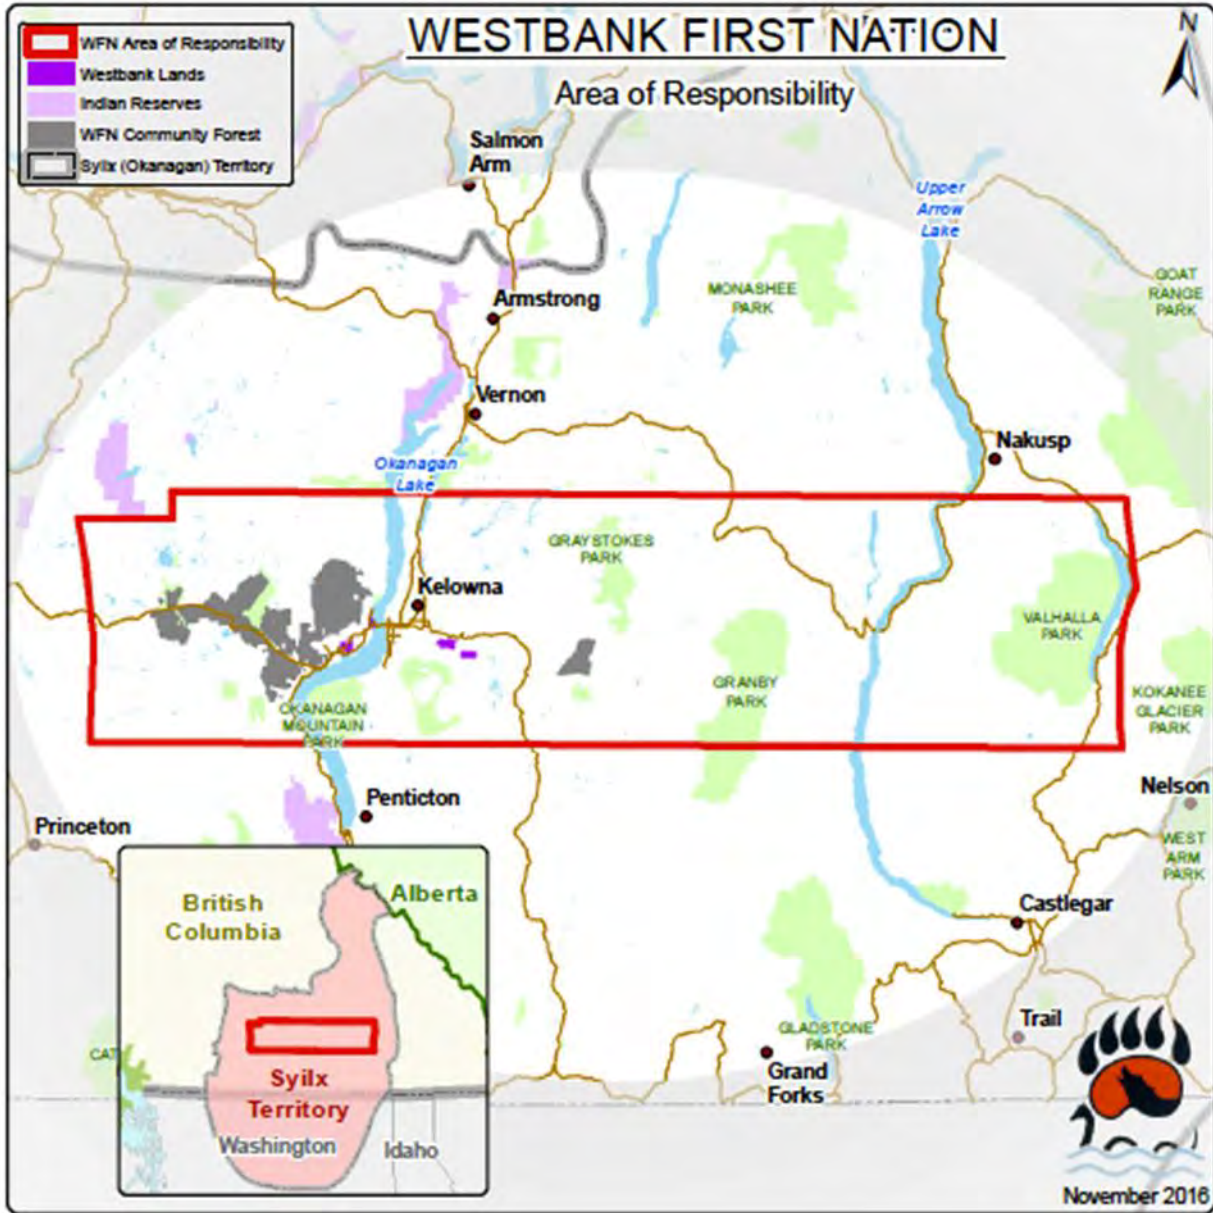 WESTBANK FIRST NATION
Area of Responsibility
N
WFN Area of Responsibility
Westbank Lands
Indian Reserves
WFN Community Forest
Syilx (Okanagan) Territory
Salmon
Arm
Upper
Arrow
Lake
GOAT
RANGE
PARK
MONASHEE
PARK
Armstrong
Vernon
Nakusp
Okanagan
Lake
GRAYSTOKES
PARK
Kelowna
VALHALLA
PARK
GRANBY
PARK
KOKANEE
GLACIER
PARK
OKANAGAN
MOUNTAIN
PARK
Penticton
Nelson
Princeton
WEST
ARM
PARK
British
Columbia
Alberta
Castlegar
GLADSTONE
PARK
Trail
CAT
Syilx
Territory
Grand
Forks
Washington
Idaho
November 2016